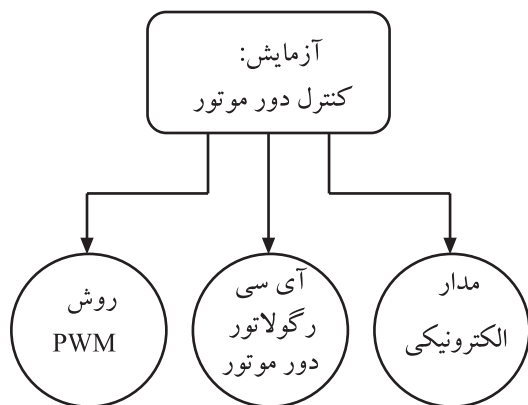 آزمایش:
کنترل دور موتور
مدار
الکترونیکی
آی سی
رگولاتور
دور موتور
روش
PWM